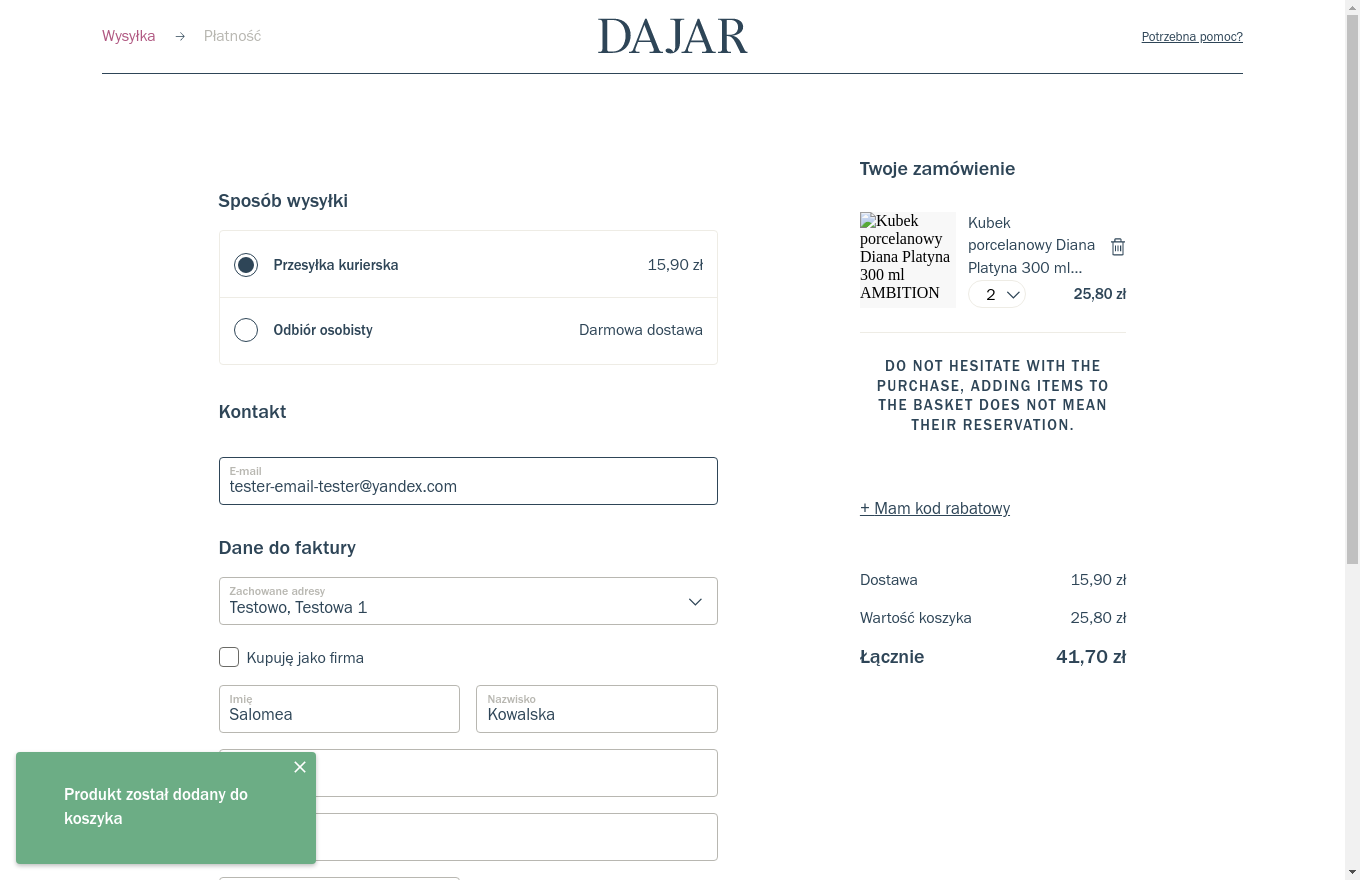 Wysyłka
Płatność
DAJAR
Potrzebna pomoc?
Sposób wysyłki
Przesyłka kurierska
15,90 zł
Odbiór osobisty
Darmowa dostawa
Kontakt
E-mail
tester-email-tester@yandex.com
Dane do faktury
Zachowane adresy
Testowo, Testowa 1
Kupuję jako firma
Imię
Salomea
Nazwisko
Kowalska
Produkt został dodany do
koszyka
Twoje zamówienie
Kubek
porcelanowy
Diana Platyna
300 ml
AMBITION
Kubek
porcelanowy Diana
Platyna 300 ml...
2
25,80 zł
DO NOT HESITATE WITH THE
PURCHASE, ADDING ITEMS TO
THE BASKET DOES NOT MEAN
THEIR RESERVATION.
+ Mam kod rabatowy
Dostawa
15,90 zł
Wartość koszyka
25,80 zł
Łącznie
41,70 zł